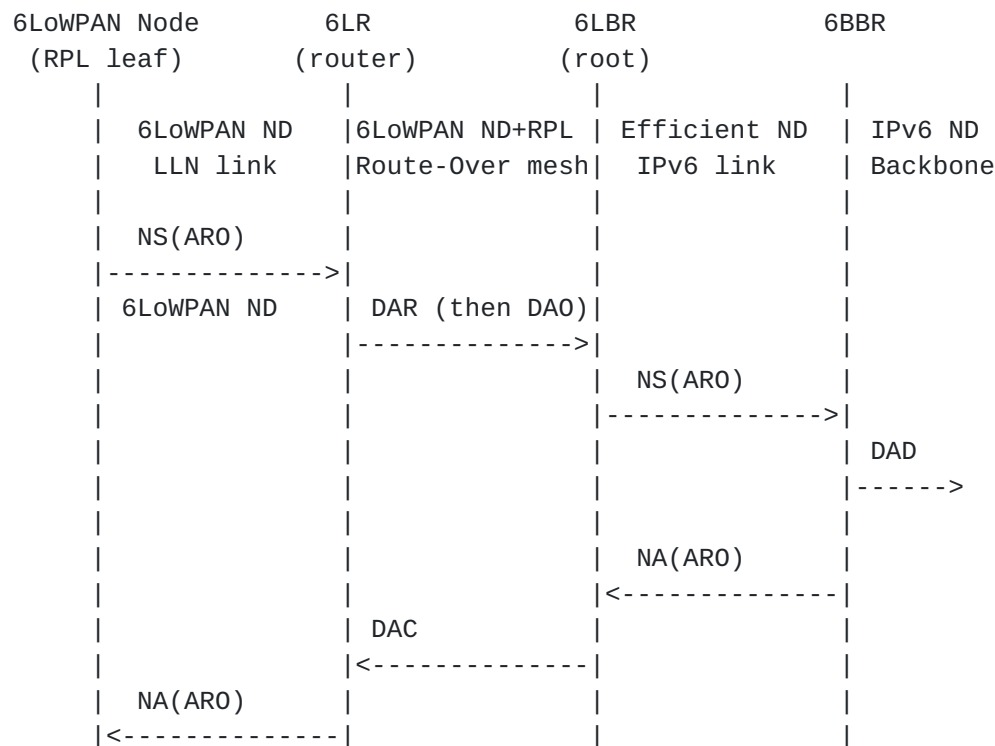 6LoWPAN Node 6LR 6LBR 6BBR
(RPL leaf) (router) (root)
6LoWPAN ND 6LoWPAN ND+RPL Efficient ND IPv6 ND
LLN link Route-Over mesh IPv6 link Backbone
NS(ARO)
6LoWPAN ND DAR (then DAO)
NS(ARO)
DAD
NA(ARO)
DAC
NA(ARO)